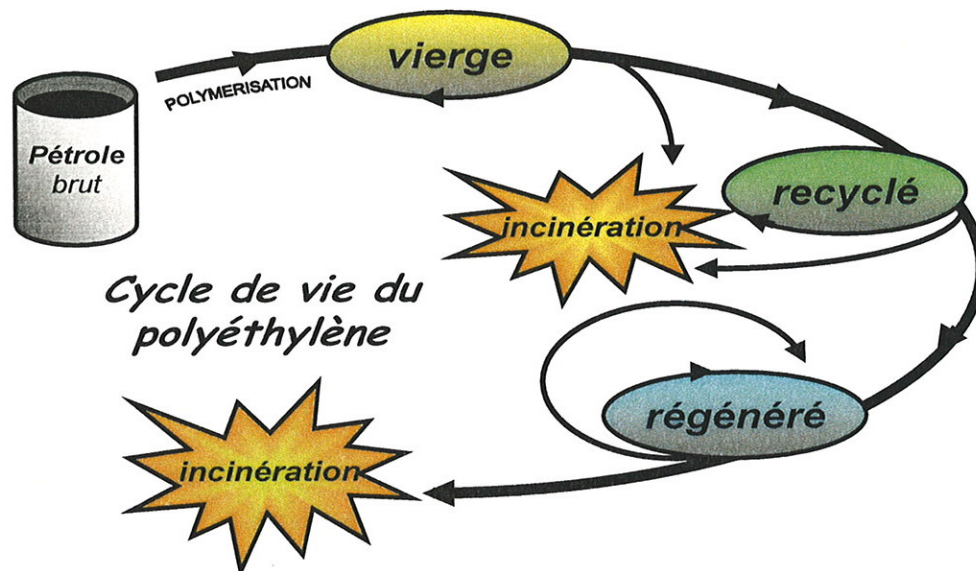 vierge
POLYMERISATION
Pétrole
brut
recyclé
incinération
Cycle de vie du
polyéthylène
régénéré
incinération